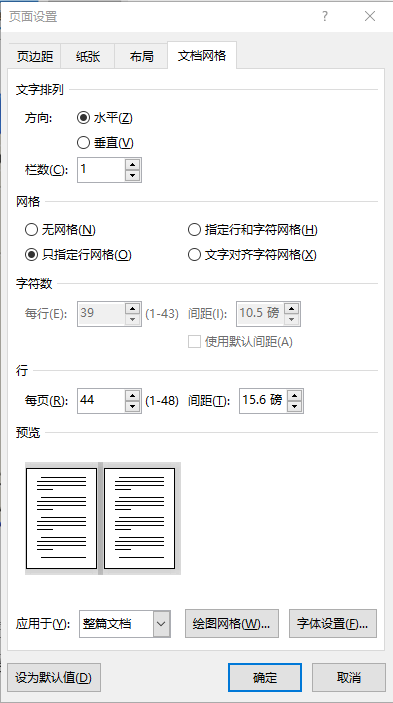 页面设置
页边距 纸张 布局 文档网格
文字排列
方向: 水平(Z)
垂直(V)
栏数(C): 1
网格
无网格(N) 指定行和字符网格(H)
只指定行网格(O) 文字对齐字符网格(X)
字符数
每行(E): 39 (1-43) 间距(I): 10.5 磅
使用默认间距(A)
行
每页(R): 44 (1-48) 间距(T): 15.6 磅
预览
应用于(Y): 整篇文档 绘图网格(W)... 字体设置(F)...
设为默认值(D) 确定 取消